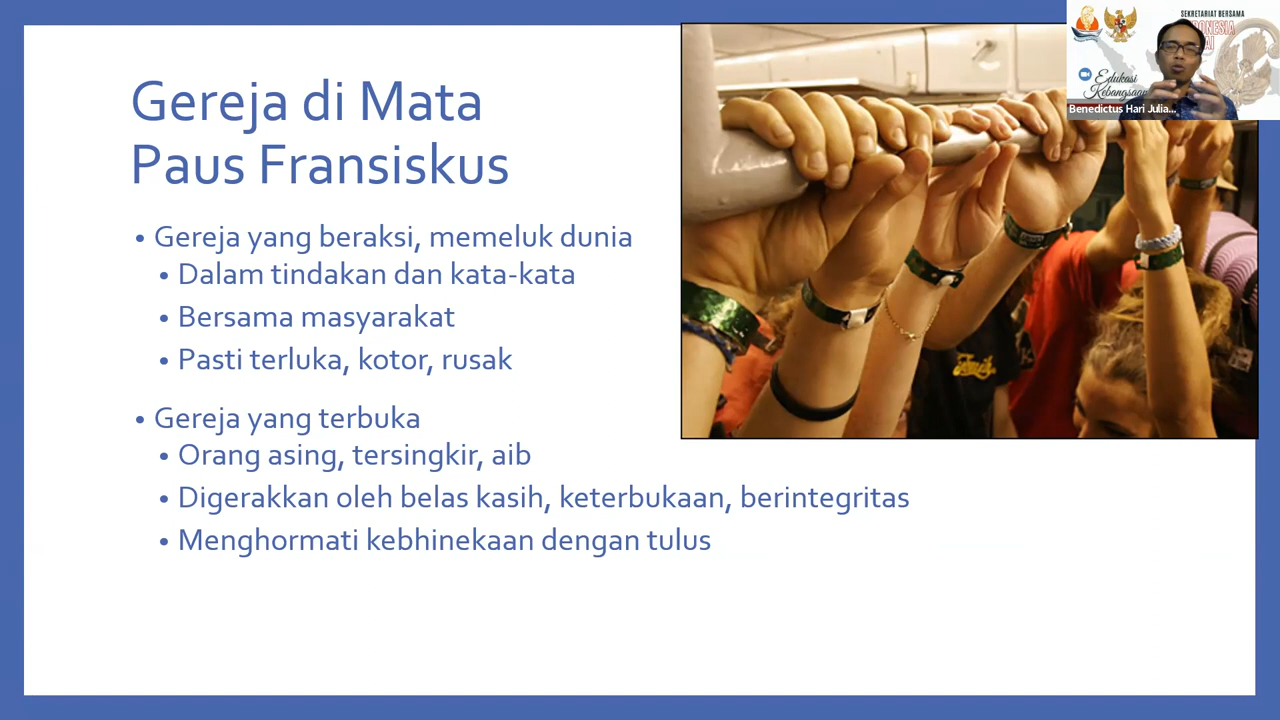 Gereja di Mata
Paus Fransiskus
• Gereja yang beraksi, memeluk dunia
• Dalam tindakan dan kata-kata
• Bersama masyarakat
• Pasti terluka, kotor, rusak
• Gereja yang terbuka
• Orang asing, tersingkir, aib
• Digerakkan oleh belas kasih, keterbukaan, berintegritas
• Menghormati kebhinekaan dengan tulus
SEKRETARIAT BERSAMA
Edukasi
Kebangsaan
Benedictus Hari Julia...